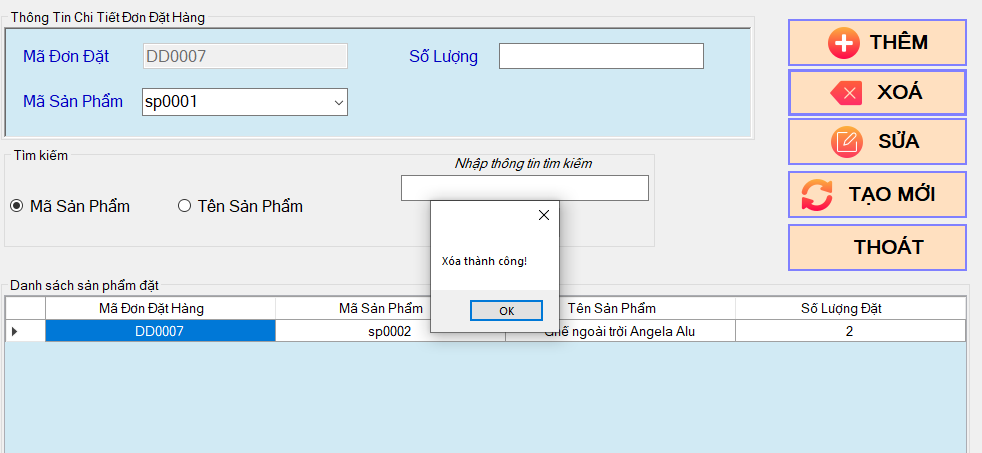 Thông Tin Chi Tiết Đơn Đặt Hàng
Mã Đơn Đặt DD0007 Số Lượng
Mã Sản Phẩm sp0001
THÊM
XOÁ
SỬA
TẠO MỚI
THOÁT
Tìm kiếm
Nhập thông tin tìm kiếm
Mã Sản Phẩm Tên Sản Phẩm
Xóa thành công!
OK
Danh sách sản phẩm đặt
Mã Đơn Đặt Hàng Mã Sản Phẩm Tên Sản Phẩm Số Lượng Đặt
DD0007 sp0002 Ghế ngoài trời Angela Alu 2